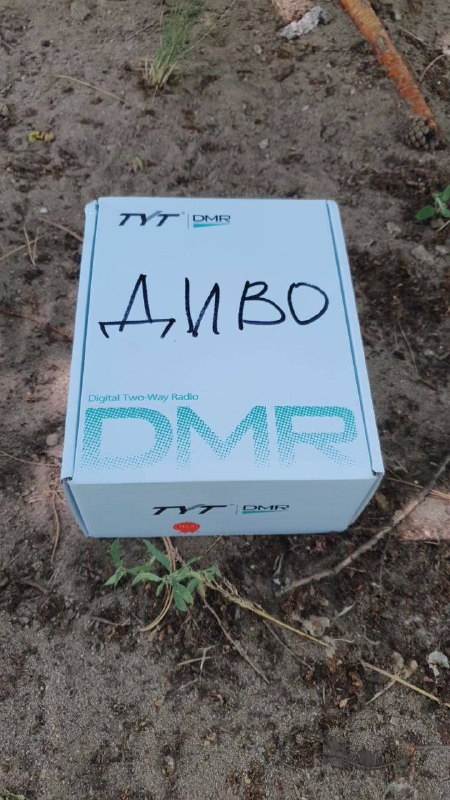 TYT DMR
ДИВО
Digital Two-Way Radio
DMR
TYT DMR